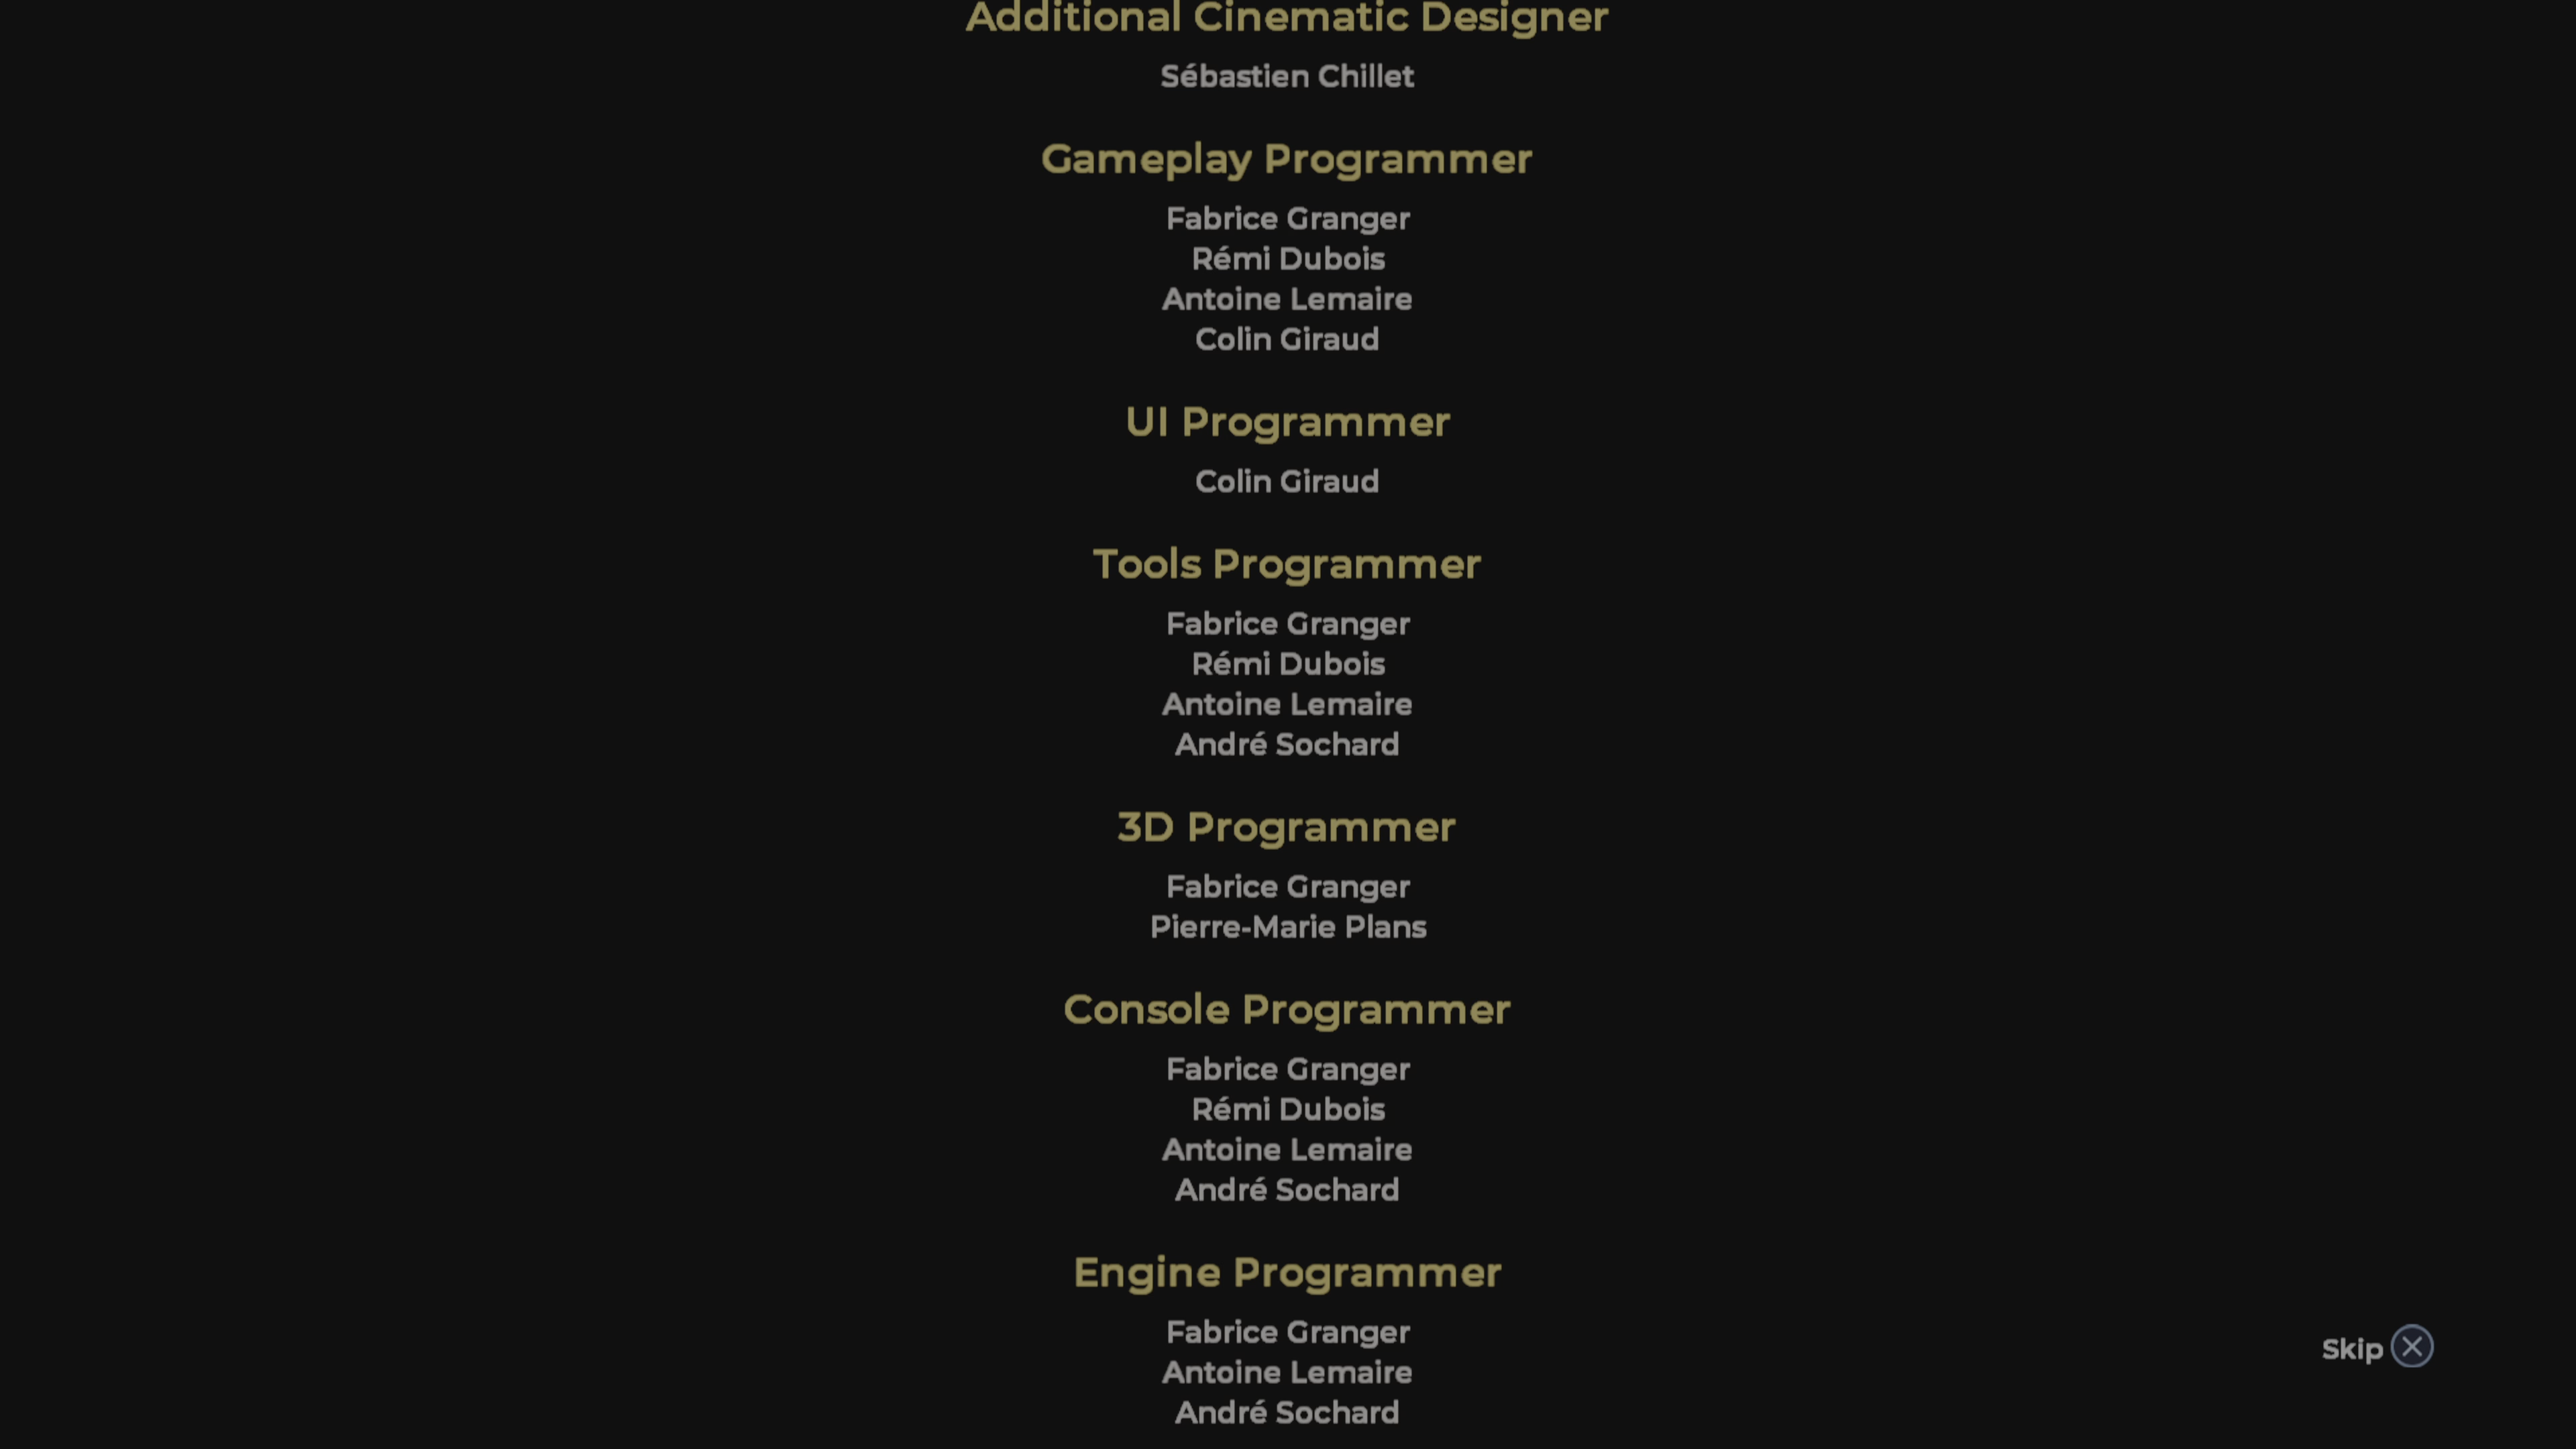 Additional Cinematic Designer
Sébastien Chillet
Gameplay Programmer
Fabrice Granger
Rémi Dubois
Antoine Lemaire
Colin Giraud
UI Programmer
Colin Giraud
Tools Programmer
Fabrice Granger
Rémi Dubois
Antoine Lemaire
André Sochard
3D Programmer
Fabrice Granger
Pierre-Marie Plans
Console Programmer
Fabrice Granger
Rémi Dubois
Antoine Lemaire
André Sochard
Engine Programmer
Fabrice Granger
Antoine Lemaire
André Sochard
Skip